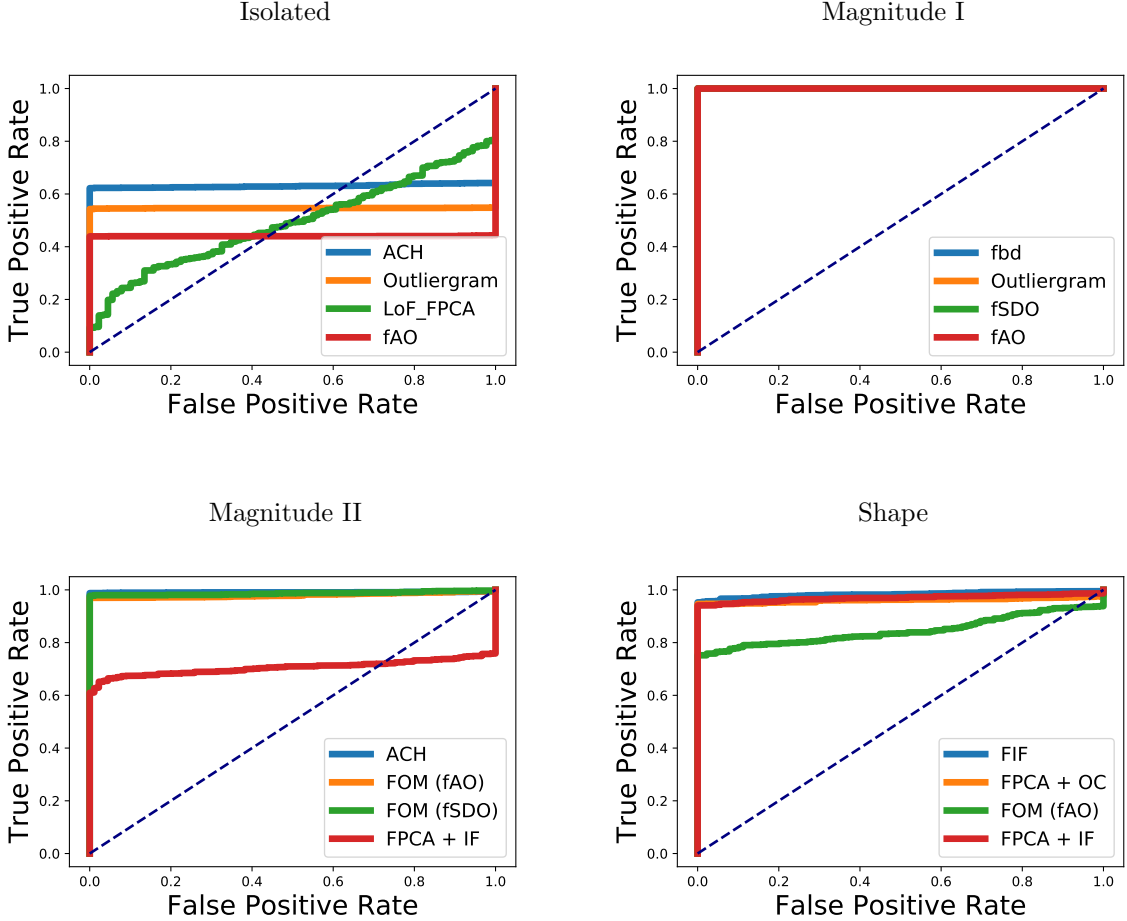 Isolated
True Positive Rate
1.0
0.8
0.6
0.4
0.2
0.0
ACH
Outliergram
LoF_FPCA
fAO
0.0 0.2 0.4 0.6 0.8 1.0
False Positive Rate
Magnitude I
True Positive Rate
1.0
0.8
0.6
0.4
0.2
0.0
fbd
Outliergram
fSDO
fAO
0.0 0.2 0.4 0.6 0.8 1.0
False Positive Rate
Magnitude II
True Positive Rate
1.0
0.8
0.6
0.4
0.2
0.0
ACH
FOM (fAO)
FOM (fSDO)
FPCA + IF
0.0 0.2 0.4 0.6 0.8 1.0
False Positive Rate
Shape
True Positive Rate
1.0
0.8
0.6
0.4
0.2
0.0
FIF
FPCA + OC
FOM (fAO)
FPCA + IF
0.0 0.2 0.4 0.6 0.8 1.0
False Positive Rate